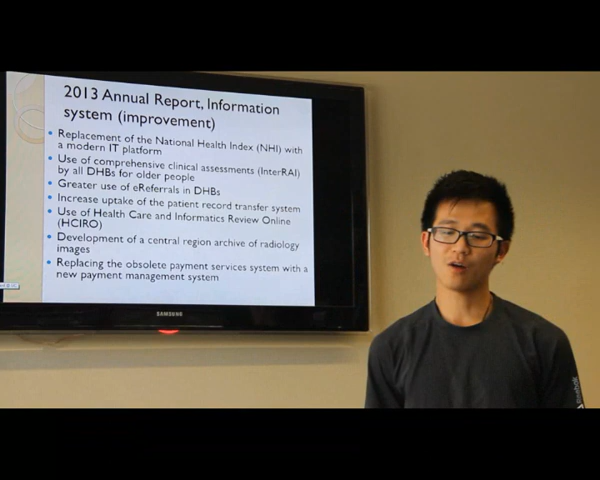 2013 Annual Report, Information
system (improvement)
• Replacement of the National Health Index (NHI) with
a modern IT platform
• Use of comprehensive clinical assessments (InterRAI)
by all DHBs for older people
• Greater use of eReferrals in DHBs
• Increase uptake of the patient record transfer system
• Use of Health Care and Informatics Review Online
(HCIRO)
• Development of a central region archive of radiology
images
• Replacing the obsolete payment services system with a
new payment management system
SAMSUNG
Reebok